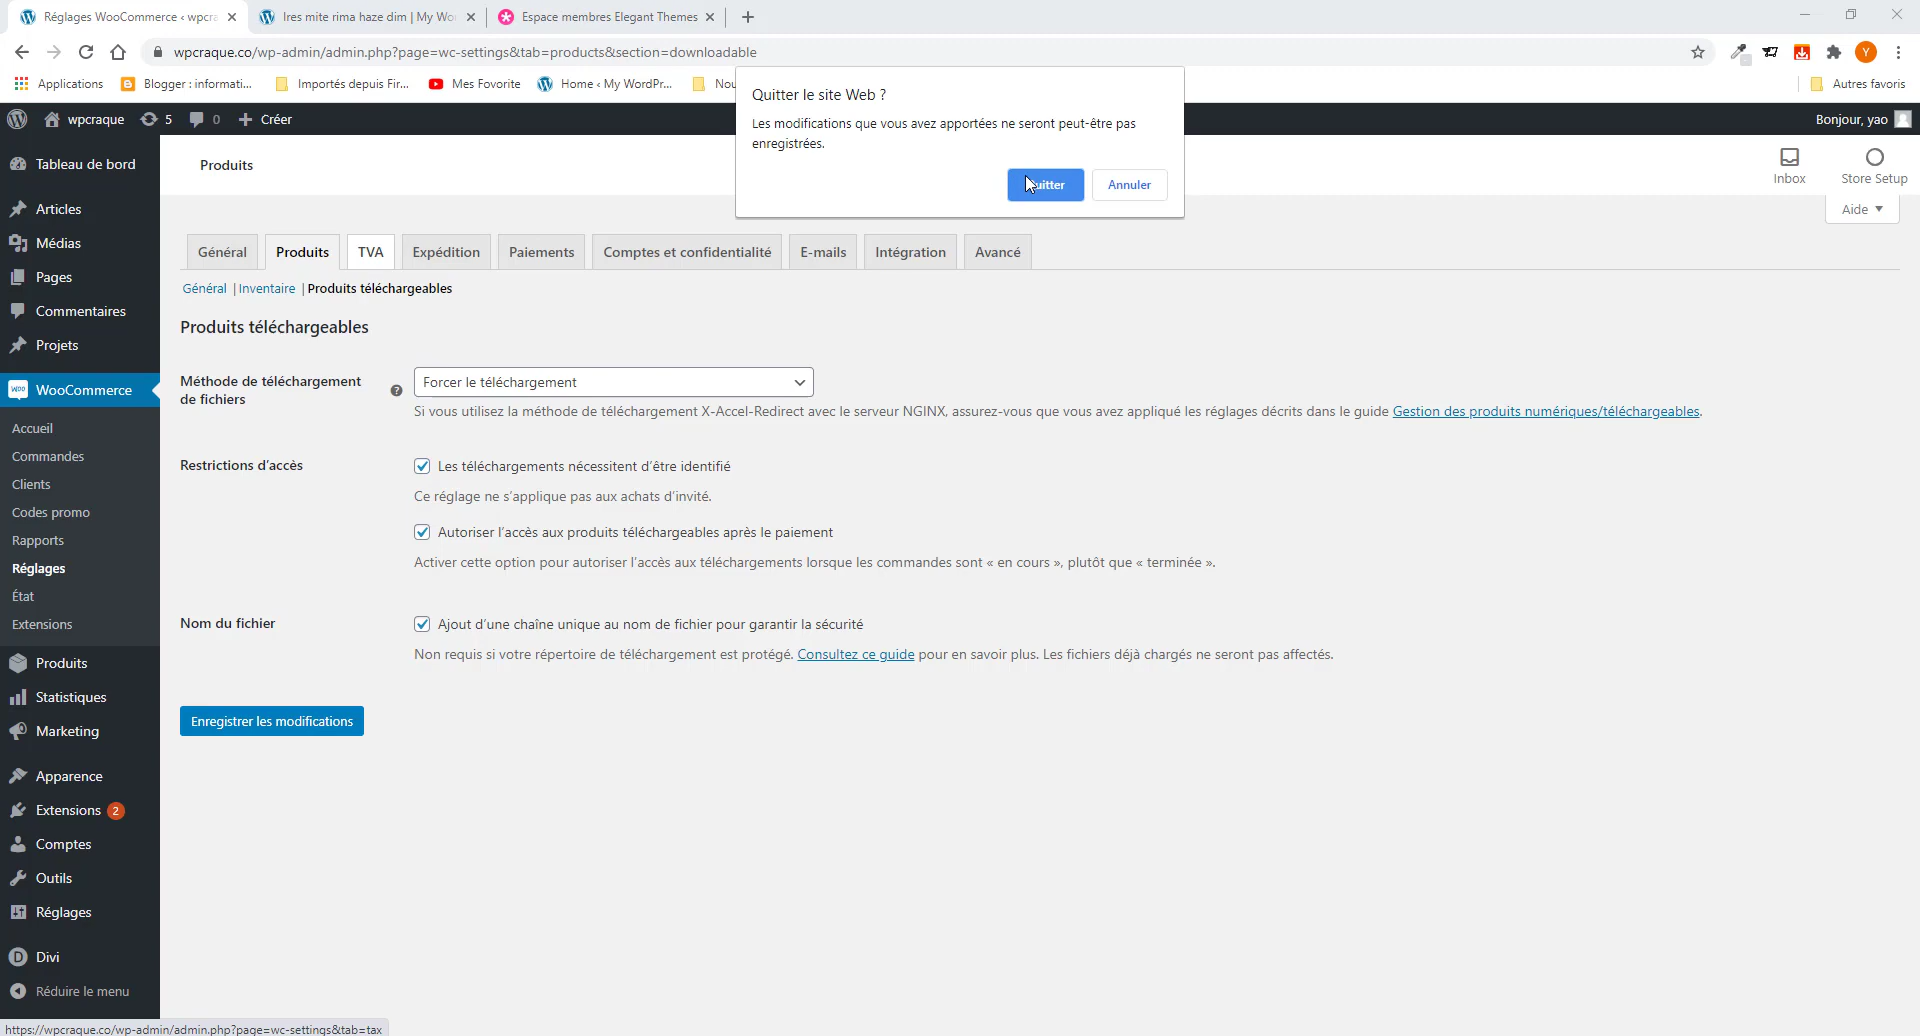 Réglages WooCommerce ‹ wpcra
Ires mite rima haze dim | My Wo
Espace membres Elegant Themes
wpcraque.co/wp-admin/admin.php?page=wc-settings&tab=products&section=downloadable
Applications
Blogger : informati...
Importés depuis Fir...
Mes Favorite
Home ‹ My WordPr...
Nou
Autres favoris
Y
Quitter le site Web ?
Les modifications que vous avez apportées ne seront peut-être pas
enregistrées.
uitter
Annuler
wpcraque
5
0
Créer
Bonjour, yao
Produits
Inbox
Store Setup
Aide
Tableau de bord
Articles
Médias
Pages
Commentaires
Projets
WooCommerce
Accueil
Commandes
Clients
Codes promo
Rapports
Réglages
État
Extensions
Produits
Statistiques
Marketing
Apparence
Extensions 2
Comptes
Outils
Réglages
Divi
Réduire le menu
Général
Produits
TVA
Expédition
Paiements
Comptes et confidentialité
E-mails
Intégration
Avancé
Général | Inventaire | Produits téléchargeables
Produits téléchargeables
Méthode de téléchargement
de fichiers
Forcer le téléchargement
Si vous utilisez la méthode de téléchargement X-Accel-Redirect avec le serveur NGINX, assurez-vous que vous avez appliqué les réglages décrits dans le guide Gestion des produits numériques/téléchargeables.
Restrictions d’accès
Les téléchargements nécessitent d’être identifié
Ce réglage ne s’applique pas aux achats d’invité.
Autoriser l’accès aux produits téléchargeables après le paiement
Activer cette option pour autoriser l’accès aux téléchargements lorsque les commandes sont « en cours », plutôt que « terminée ».
Nom du fichier
Ajout d’une chaîne unique au nom de fichier pour garantir la sécurité
Non requis si votre répertoire de téléchargement est protégé. Consultez ce guide pour en savoir plus. Les fichiers déjà chargés ne seront pas affectés.
Enregistrer les modifications
https://wpcraque.co/wp-admin/admin.php?page=wc-settings&tab=tax